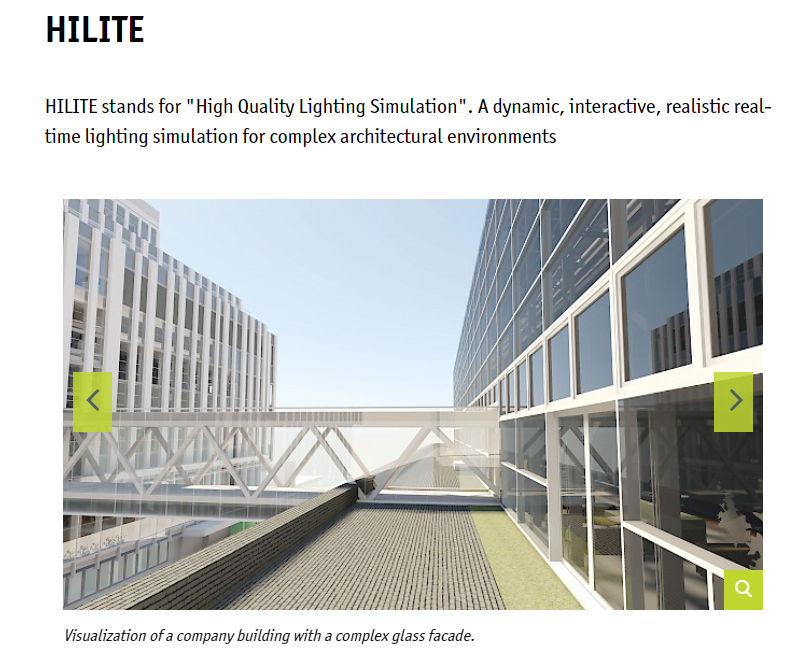 HILITE
HILITE stands for "High Quality Lighting Simulation". A dynamic, interactive, realistic real-
time lighting simulation for complex architectural environments
Visualization of a company building with a complex glass facade.